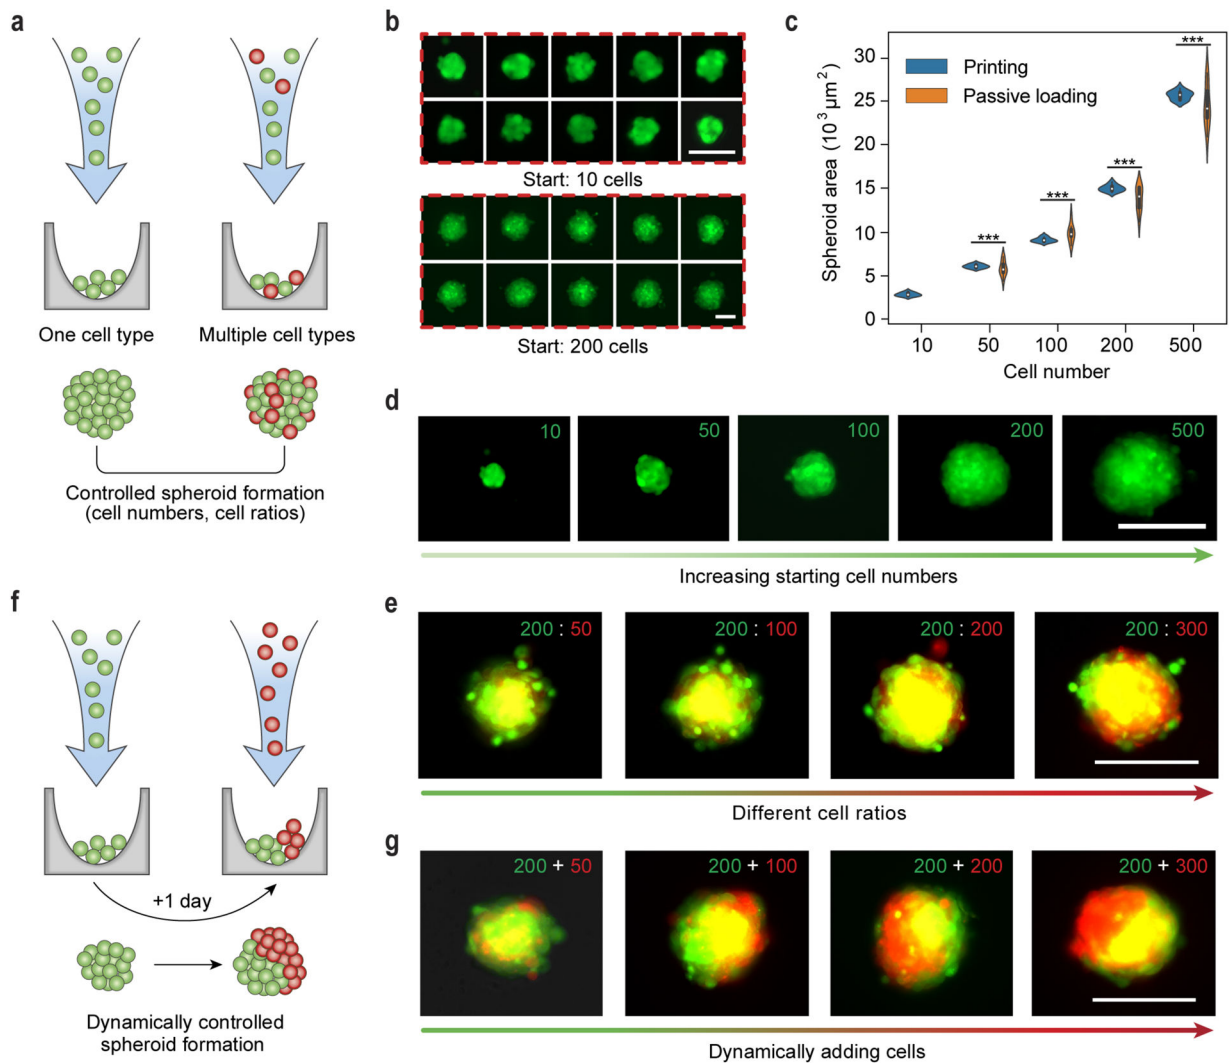 a
One cell type
Multiple cell types
Controlled spheroid formation
(cell numbers, cell ratios)
b
Start: 10 cells
Start: 200 cells
c
Spheroid area (10³ µm²)
30
25
20
15
10
5
0
Printing
Passive loading
***
***
***
***
***
10
50
100
200
500
Cell number
d
10
50
100
200
500
Increasing starting cell numbers
e
200 : 50
200 : 100
200 : 200
200 : 300
Different cell ratios
f
+1 day
Dynamically controlled
spheroid formation
g
200 + 50
200 + 100
200 + 200
200 + 300
Dynamically adding cells